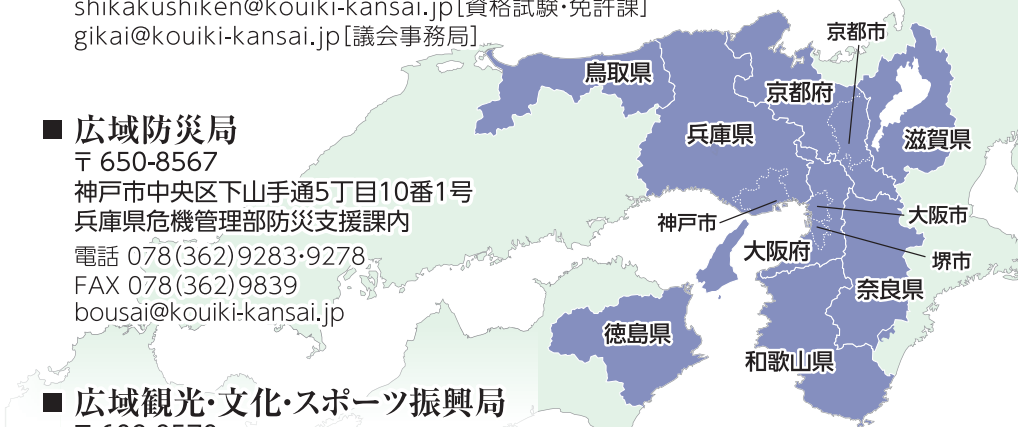 shikakushiken@kouiki-kansai.jp[資格試験・免許課]
gikai@kouiki-kansai.jp[議会事務局]
■ 広域防災局
〒650-8567
神戸市中央区下山手通5丁目10番1号
兵庫県危機管理部防災支援課内
電話 078(362)9283・9278
FAX 078(362)9839
bousai@kouiki-kansai.jp
■ 広域観光・文化・スポーツ振興局
京都市
鳥取県
京都府
兵庫県
滋賀県
神戸市
大阪市
大阪府
堺市
奈良県
徳島県
和歌山県